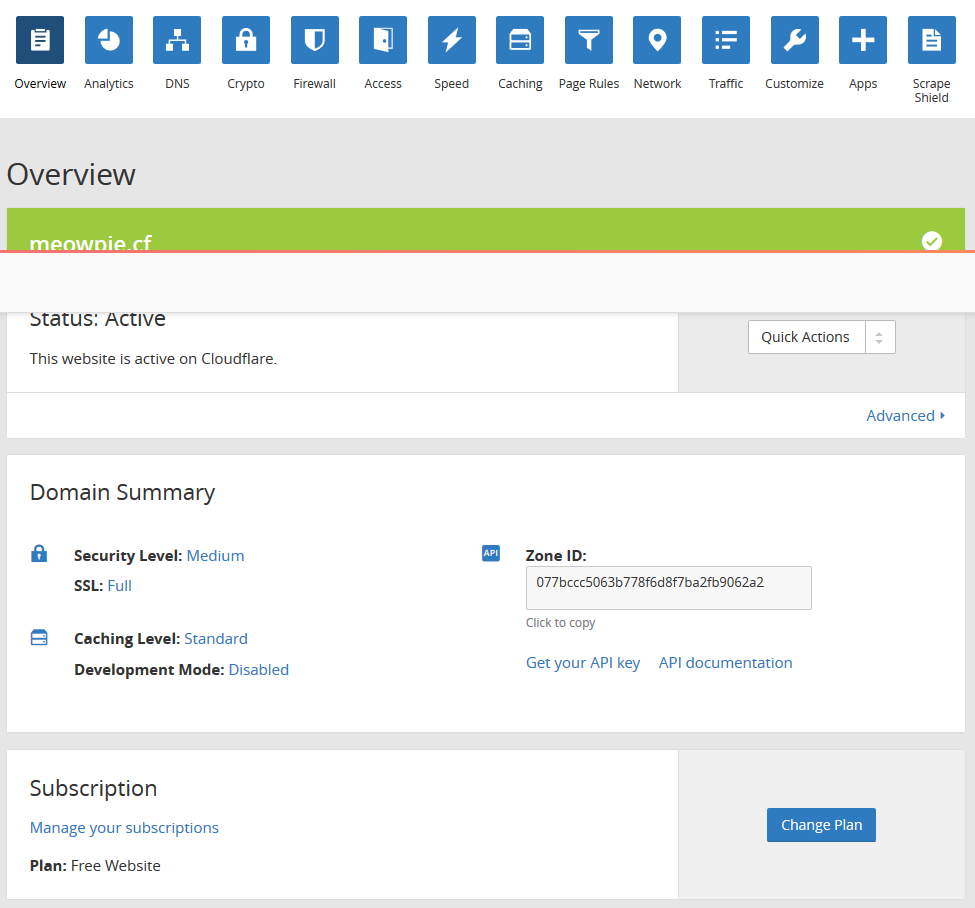 Overview
Analytics
DNS
Crypto
Firewall
Access
Speed
Caching
Page Rules
Network
Traffic
Customize
Apps
Scrape
Shield
Overview
meowpie.cf
Status: Active
This website is active on Cloudflare.
Quick Actions
Advanced
Domain Summary
Security Level: Medium
SSL: Full
Caching Level: Standard
Development Mode: Disabled
API
Zone ID:
077bccc5063b778f6d8f7ba2fb9062a2
Click to copy
Get your API key API documentation
Subscription
Manage your subscriptions
Plan: Free Website
Change Plan